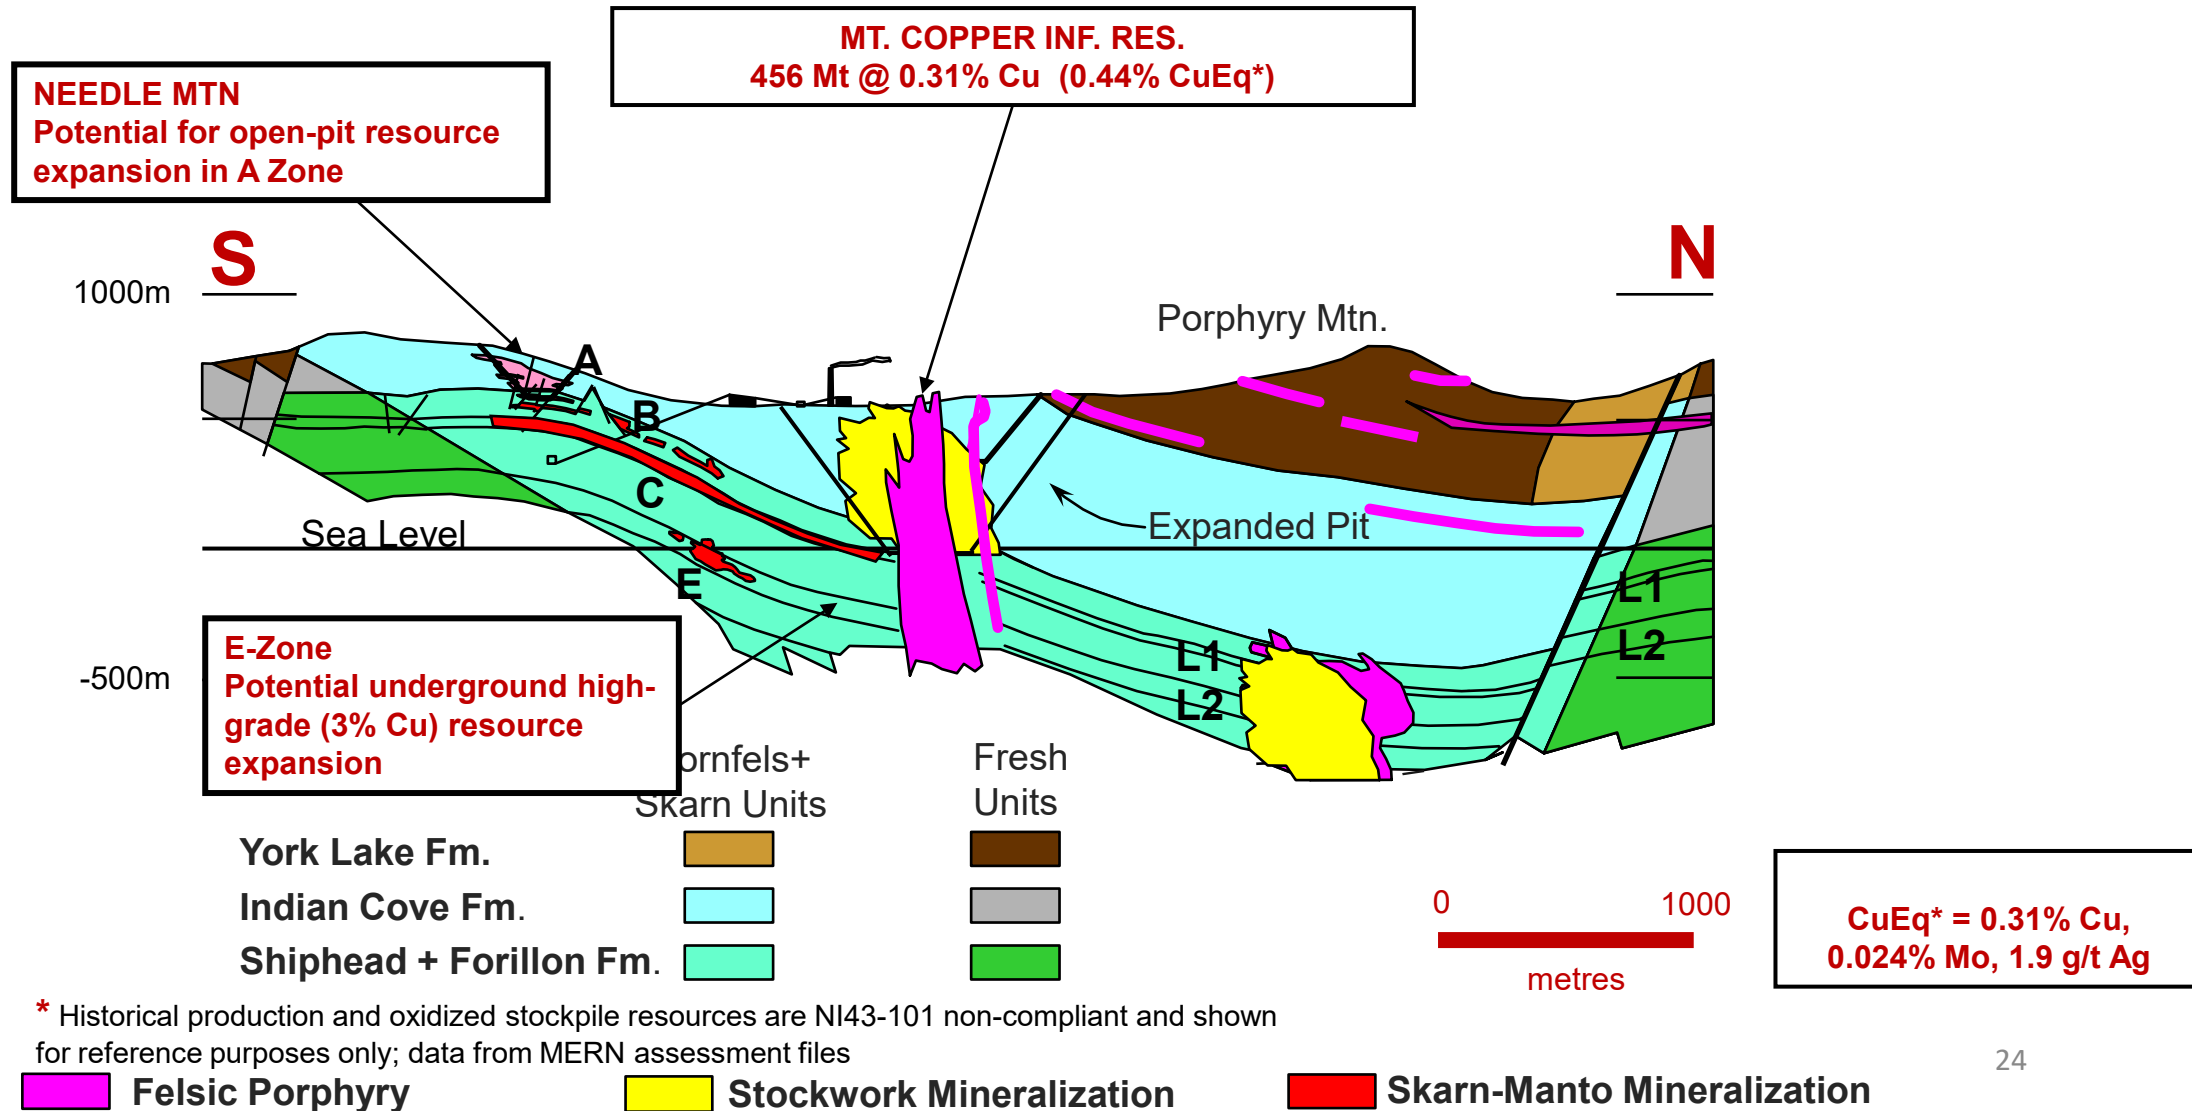 MT. COPPER INF. RES.
456 Mt @ 0.31% Cu (0.44% CuEq*)
NEEDLE MTN
Potential for open-pit resource
expansion in A Zone
S
N
1000m
Porphyry Mtn.
A
B
C
Expanded Pit
Sea Level
E
L1
L2
L1
L2
-500m
E-Zone
Potential underground high-
grade (3% Cu) resource
expansion
ornfels+
Skarn Units
Fresh
Units
York Lake Fm.
Indian Cove Fm.
Shiphead + Forillon Fm.
0 1000
metres
CuEq* = 0.31% Cu,
0.024% Mo, 1.9 g/t Ag
* Historical production and oxidized stockpile resources are NI43-101 non-compliant and shown
for reference purposes only; data from MERN assessment files
24
Felsic Porphyry
Stockwork Mineralization
Skarn-Manto Mineralization